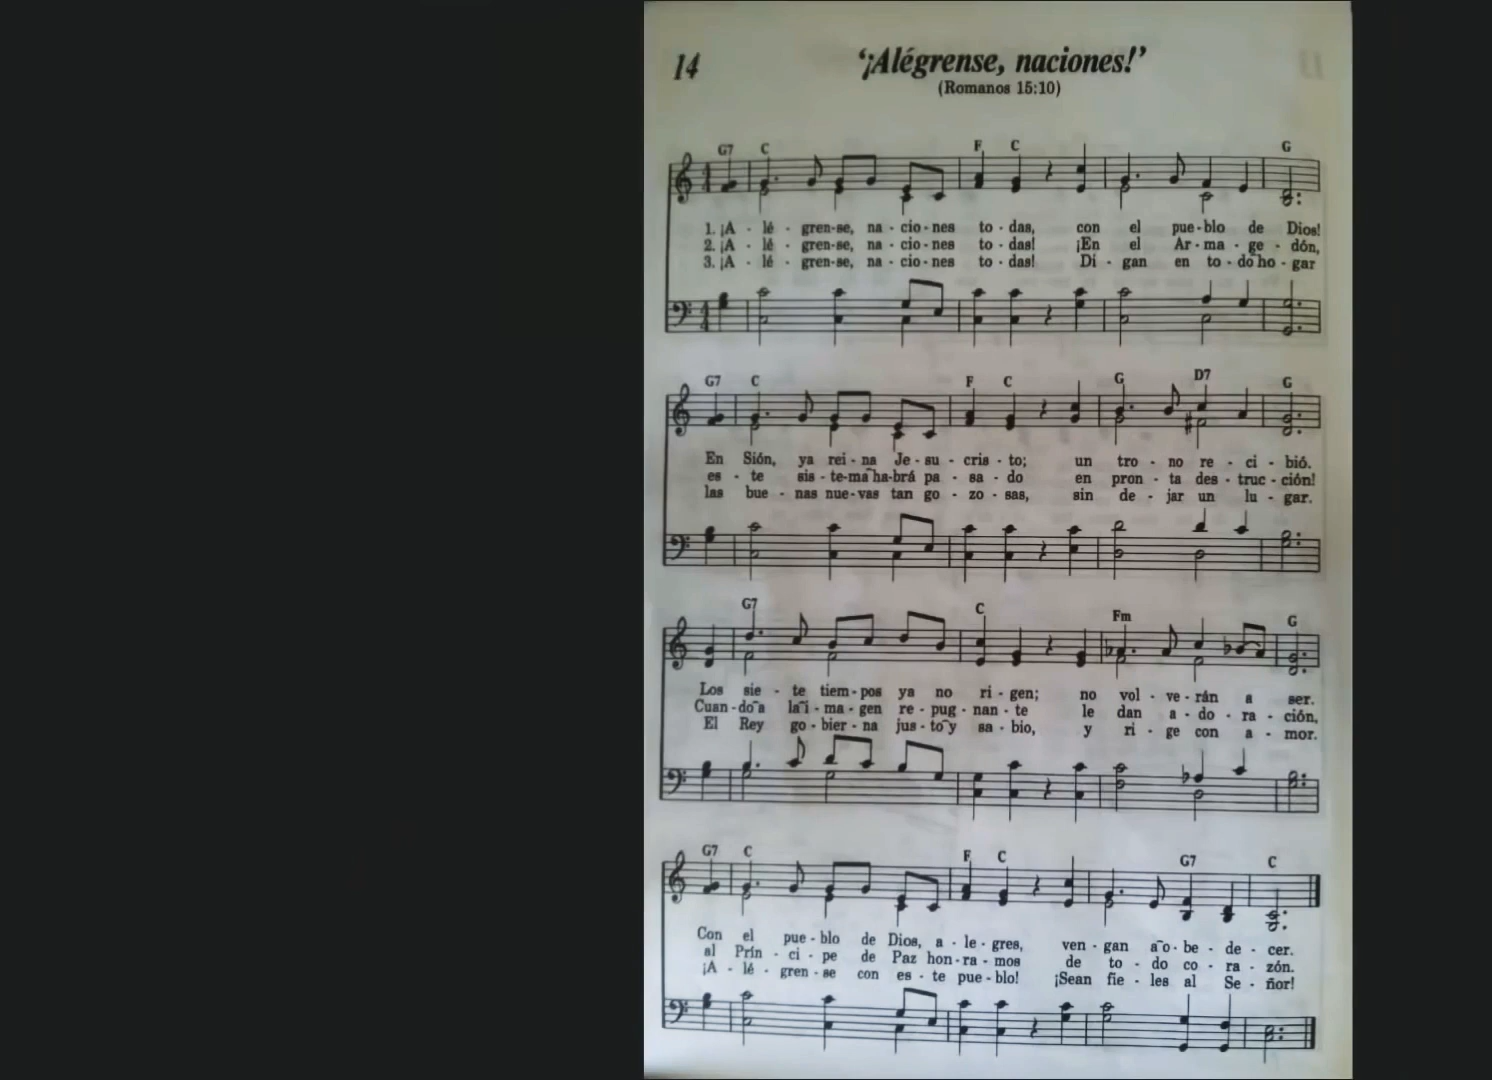 14
‘¡Alégrense, naciones!’
(Romanos 15:10)
G7 C F C G
1. ¡A - lé - gren-se, na - cio - nes to - das, con el pue - blo de Dios!
2. ¡A - lé - gren-se, na - cio - nes to - das! ¡En el Ar - ma - ge - dón,
3. ¡A - lé - gren-se, na - cio - nes to - das! Di - gan en to - do ho - gar
G7 C F C G D7 G
En Sión, ya rei - na Je - su - cris - to; un tro - no re - ci - bió.
es - te sis - te-ma ha-brá pa - sa - do en pron - ta des - truc - ción!
las bue - nas nue-vas tan go - zo - sas, sin de - jar un lu - gar.
G7 C Fm G
Los sie - te tiem - pos ya no ri - gen; no vol - ve - rán a ser.
Cuan-do a la i - ma - gen re - pug - nan - te le dan a - do - ra - ción,
El Rey go - bier - na jus - to y sa - bio, y ri - ge con a - mor.
G7 C F C G7 C
Con el pue - blo de Dios, a - le - gres, ven - gan a o - be - de - cer.
al Prín - ci - pe de Paz hon - ra - mos de to - do co - ra - zón.
¡A - lé - gren - se con es - te pue - blo! ¡Sean fie - les al Se - ñor!